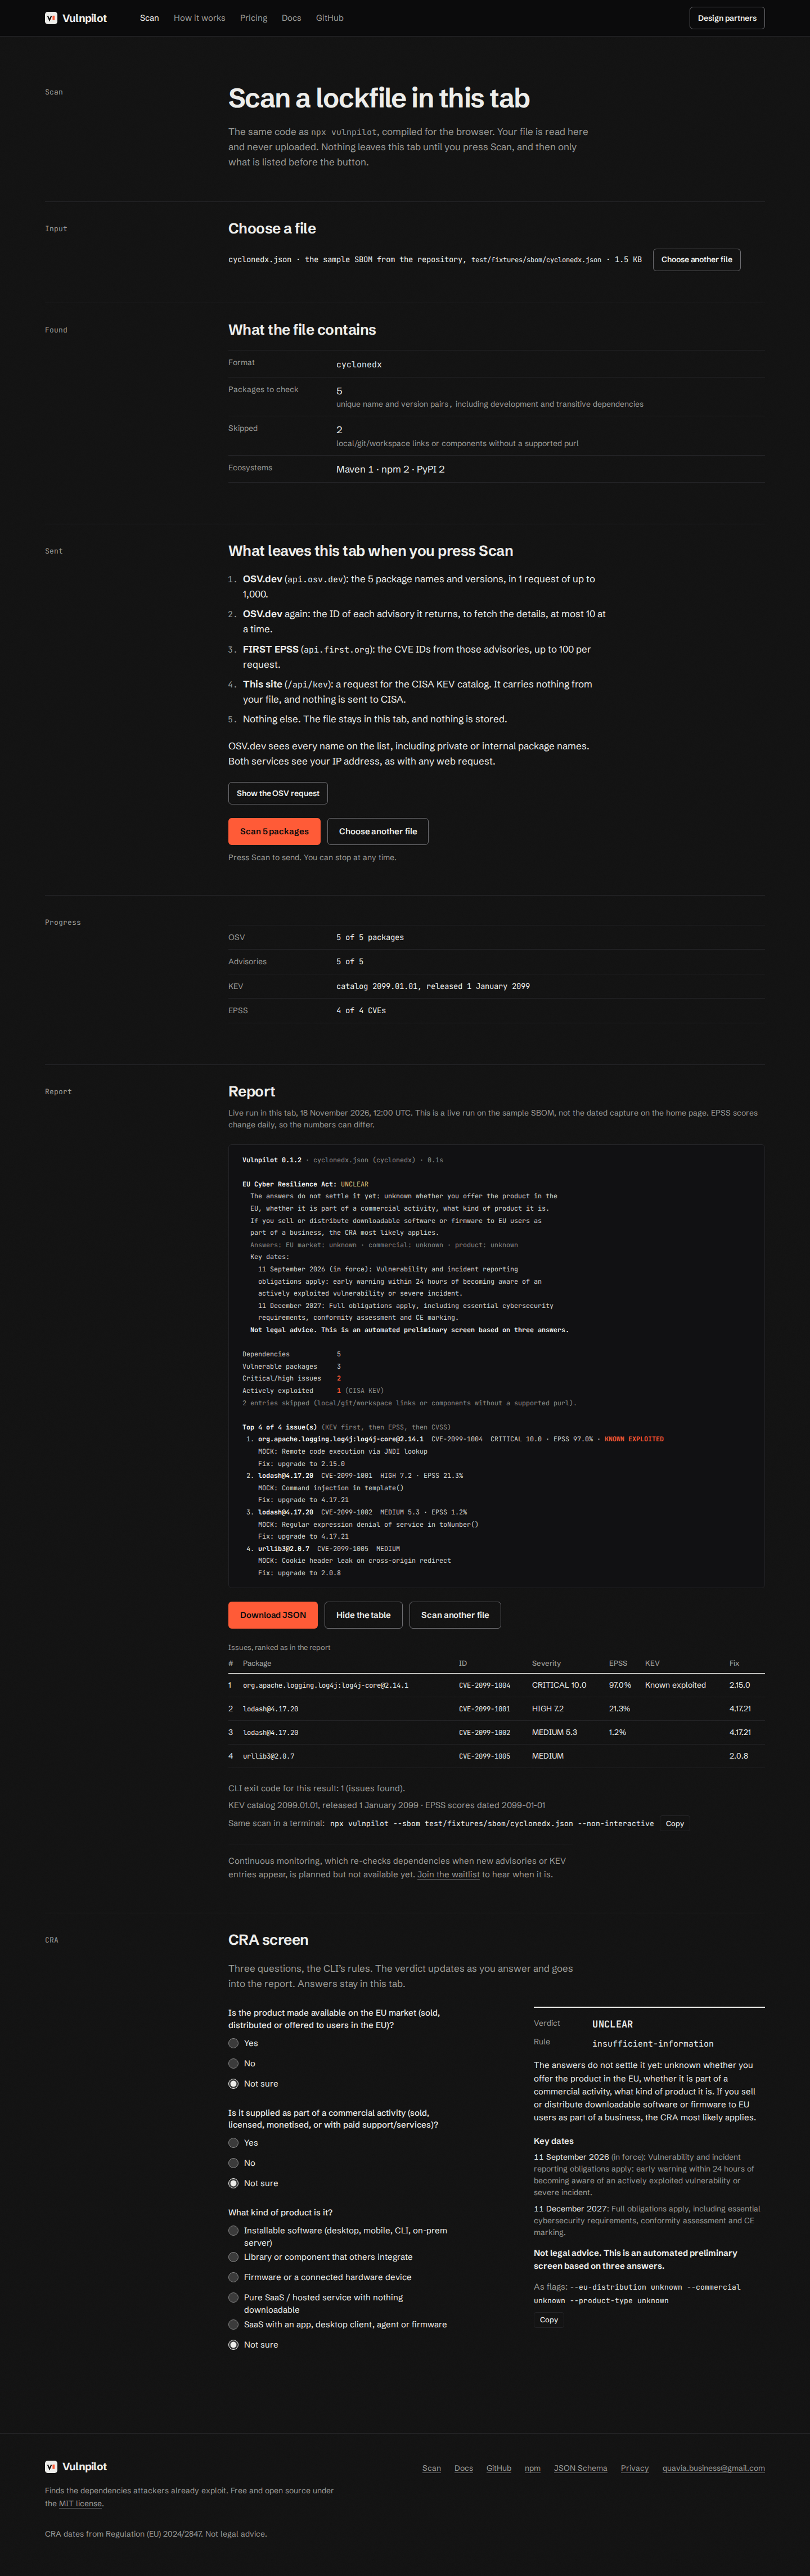 Vulnpilot
Scan
How it works
Pricing
Docs
GitHub
Design partners
Scan
Scan a lockfile in this tab
The same code as npx vulnpilot, compiled for the browser. Your file is read here
and never uploaded. Nothing leaves this tab until you press Scan, and then only
what is listed before the button.
Input
Choose a file
cyclonedx.json · the sample SBOM from the repository, test/fixtures/sbom/cyclonedx.json · 1.5 KB
Choose another file
Found
What the file contains
Format
cyclonedx
Packages to check
5
unique name and version pairs, including development and transitive dependencies
Skipped
2
local/git/workspace links or components without a supported purl
Ecosystems
Maven 1 · npm 2 · PyPI 2
Sent
What leaves this tab when you press Scan
1. OSV.dev (api.osv.dev): the 5 package names and versions, in 1 request of up to
1,000.
2. OSV.dev again: the ID of each advisory it returns, to fetch the details, at most 10 at
a time.
3. FIRST EPSS (api.first.org): the CVE IDs from those advisories, up to 100 per
request.
4. This site (/api/kev): a request for the CISA KEV catalog. It carries nothing from
your file, and nothing is sent to CISA.
5. Nothing else. The file stays in this tab, and nothing is stored.
OSV.dev sees every name on the list, including private or internal package names.
Both services see your IP address, as with any web request.
Show the OSV request
Scan 5 packages
Choose another file
Press Scan to send. You can stop at any time.
Progress
OSV
5 of 5 packages
Advisories
5 of 5
KEV
catalog 2099.01.01, released 1 January 2099
EPSS
4 of 4 CVEs
Report
Report
Live run in this tab, 18 November 2026, 12:00 UTC. This is a live run on the sample SBOM, not the dated capture on the home page. EPSS scores
change daily, so the numbers can differ.
Vulnpilot 0.1.2 · cyclonedx.json (cyclonedx) · 0.1s
EU Cyber Resilience Act: UNCLEAR
The answers do not settle it yet: unknown whether you offer the product in the
EU, whether it is part of a commercial activity, what kind of product it is.
If you sell or distribute downloadable software or firmware to EU users as
part of a business, the CRA most likely applies.
Answers: EU market: unknown · commercial: unknown · product: unknown
Key dates:
11 September 2026 (in force): Vulnerability and incident reporting
obligations apply: early warning within 24 hours of becoming aware of an
actively exploited vulnerability or severe incident.
11 December 2027: Full obligations apply, including essential cybersecurity
requirements, conformity assessment and CE marking.
Not legal advice. This is an automated preliminary screen based on three answers.
Dependencies 5
Vulnerable packages 3
Critical/high issues 2
Actively exploited 1 (CISA KEV)
2 entries skipped (local/git/workspace links or components without a supported purl).
Top 4 of 4 issue(s) (KEV first, then EPSS, then CVSS)
1. org.apache.logging.log4j:log4j-core@2.14.1 CVE-2099-1004 CRITICAL 10.0 · EPSS 97.0% · KNOWN EXPLOITED
MOCK: Remote code execution via JNDI lookup
Fix: upgrade to 2.15.0
2. lodash@4.17.20 CVE-2099-1001 HIGH 7.2 · EPSS 21.3%
MOCK: Command injection in template()
Fix: upgrade to 4.17.21
3. lodash@4.17.20 CVE-2099-1002 MEDIUM 5.3 · EPSS 1.2%
MOCK: Regular expression denial of service in toNumber()
Fix: upgrade to 4.17.21
4. urllib3@2.0.7 CVE-2099-1005 MEDIUM
MOCK: Cookie header leak on cross-origin redirect
Fix: upgrade to 2.0.8
Download JSON
Hide the table
Scan another file
Issues, ranked as in the report
# Package ID Severity EPSS KEV Fix
1 org.apache.logging.log4j:log4j-core@2.14.1 CVE-2099-1004 CRITICAL 10.0 97.0% Known exploited 2.15.0
2 lodash@4.17.20 CVE-2099-1001 HIGH 7.2 21.3% 4.17.21
3 lodash@4.17.20 CVE-2099-1002 MEDIUM 5.3 1.2% 4.17.21
4 urllib3@2.0.7 CVE-2099-1005 MEDIUM 2.0.8
CLI exit code for this result: 1 (issues found).
KEV catalog 2099.01.01, released 1 January 2099 · EPSS scores dated 2099-01-01
Same scan in a terminal: npx vulnpilot --sbom test/fixtures/sbom/cyclonedx.json --non-interactive Copy
Continuous monitoring, which re-checks dependencies when new advisories or KEV
entries appear, is planned but not available yet. Join the waitlist to hear when it is.
CRA
CRA screen
Three questions, the CLI's rules. The verdict updates as you answer and goes
into the report. Answers stay in this tab.
Is the product made available on the EU market (sold,
distributed or offered to users in the EU)?
Yes
No
Not sure
Is it supplied as part of a commercial activity (sold,
licensed, monetised, or with paid support/services)?
Yes
No
Not sure
What kind of product is it?
Installable software (desktop, mobile, CLI, on-prem
server)
Library or component that others integrate
Firmware or a connected hardware device
Pure SaaS / hosted service with nothing
downloadable
SaaS with an app, desktop client, agent or firmware
Not sure
Verdict
UNCLEAR
Rule
insufficient-information
The answers do not settle it yet: unknown whether you
offer the product in the EU, whether it is part of a
commercial activity, what kind of product it is. If you sell
or distribute downloadable software or firmware to EU
users as part of a business, the CRA most likely applies.
Key dates
11 September 2026 (in force): Vulnerability and incident
reporting obligations apply: early warning within 24 hours of
becoming aware of an actively exploited vulnerability or
severe incident.
11 December 2027: Full obligations apply, including essential
cybersecurity requirements, conformity assessment and CE
marking.
Not legal advice. This is an automated preliminary
screen based on three answers.
As flags: --eu-distribution unknown --commercial
unknown --product-type unknown
Copy
Vulnpilot
Finds the dependencies attackers already exploit. Free and open source under
the MIT license.
CRA dates from Regulation (EU) 2024/2847. Not legal advice.
Scan
Docs
GitHub
npm
JSON Schema
Privacy
quavia.business@gmail.com